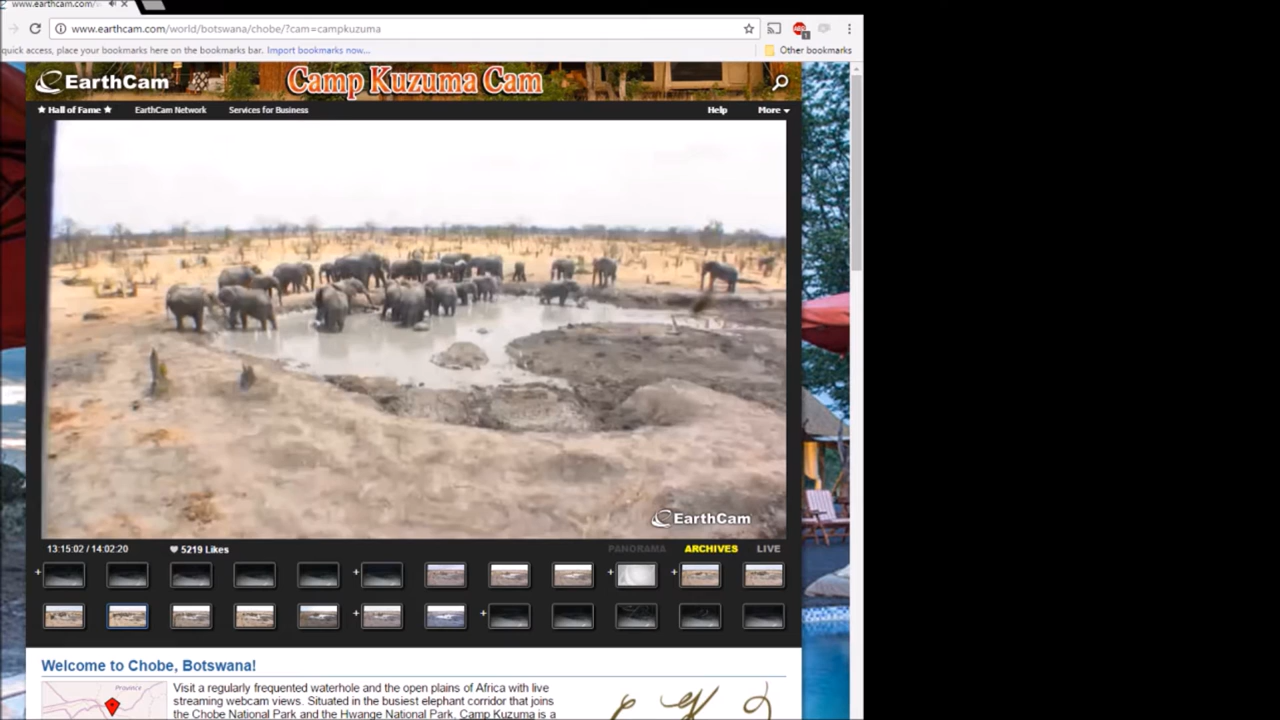 www.earthcam.com/w
www.earthcam.com/world/botswana/chobe/?cam=campkuzuma
quick access, place your bookmarks here on the bookmarks bar. Import bookmarks now...
Other bookmarks
EarthCam
Camp Kuzuma Cam
Hall of Fame
EarthCam Network
Services for Business
Help
More
EarthCam
13:15:02 / 14:02:20
5219 Likes
PANORAMA
ARCHIVES
LIVE
Welcome to Chobe, Botswana!
Province
Visit a regularly frequented waterhole and the open plains of Africa with live
streaming webcam views. Situated in the busiest elephant corridor that joins
the Chobe National Park and the Hwange National Park, Camp Kuzuma is a